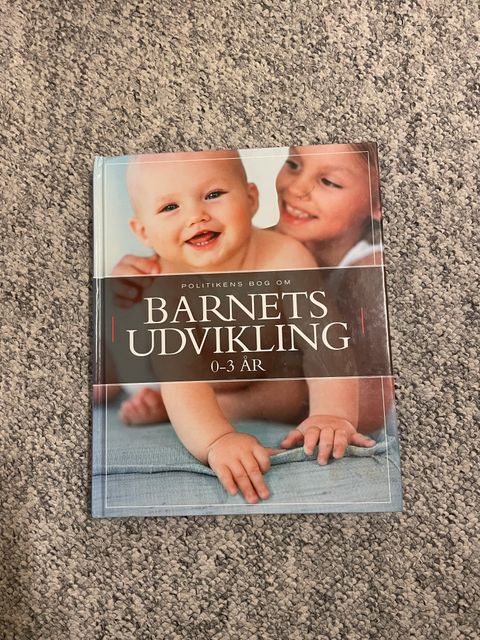 POLITIKENS BOG OM
BARNETS
UDVIKLING
0-3 ÅR